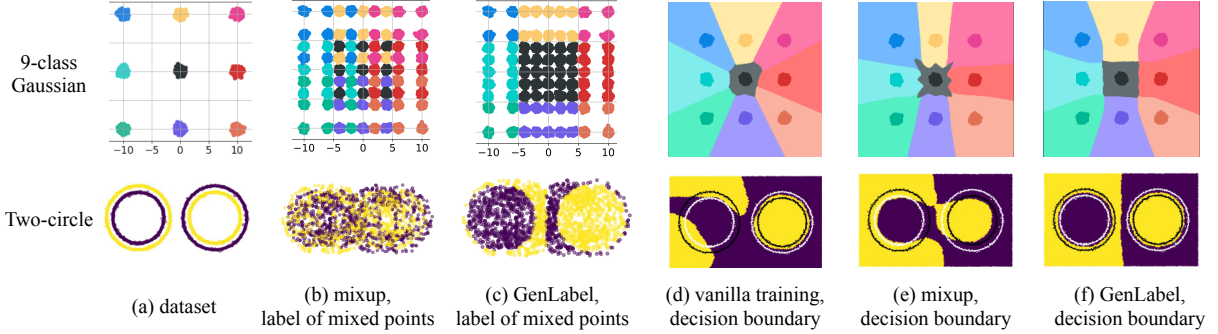 9-class
Gaussian
−10 −5 0 5 10
−10 −5 0 5 10
−10 −5 0 5 10
Two-circle
(a) dataset
(b) mixup,
label of mixed points
(c) GenLabel,
label of mixed points
(d) vanilla training,
decision boundary
(e) mixup,
decision boundary
(f) GenLabel,
decision boundary